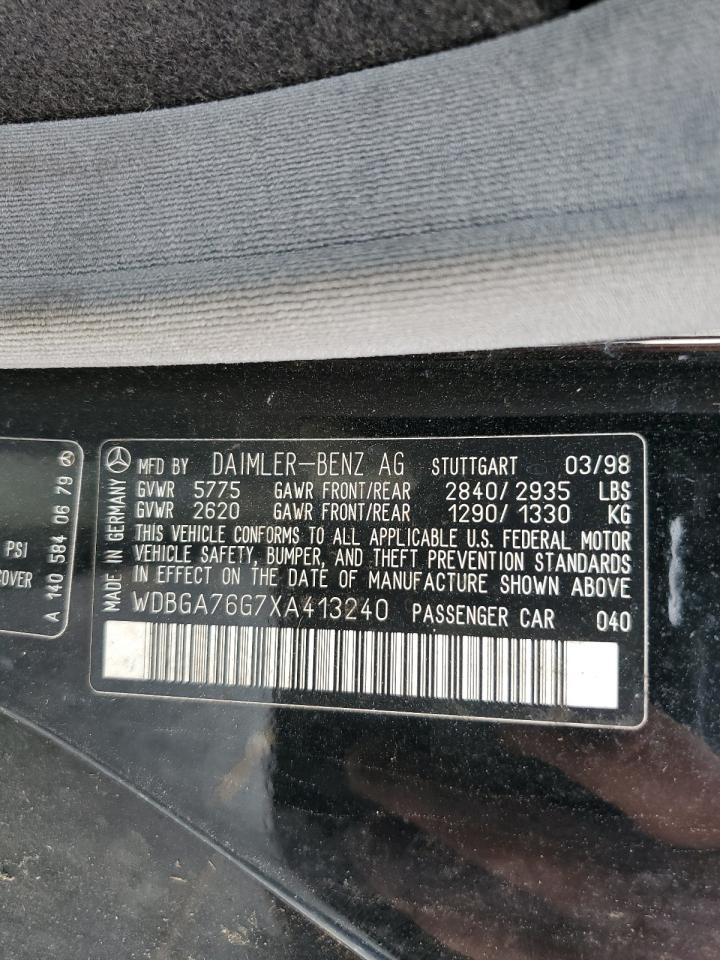 MFD BY DAIMLER-BENZ AG STUTTGART 03/98
GVWR 5775 GAWR FRONT/REAR 2840/2935 LBS
GVWR 2620 GAWR FRONT/REAR 1290/1330 KG
THIS VEHICLE CONFORMS TO ALL APPLICABLE U.S. FEDERAL MOTOR
VEHICLE SAFETY, BUMPER, AND THEFT PREVENTION STANDARDS
IN EFFECT ON THE DATE OF MANUFACTURE SHOWN ABOVE
WDBGA76G7XA413240 PASSENGER CAR 040
MADE IN GERMANY
A 140 584 06 79
PSI
COVER